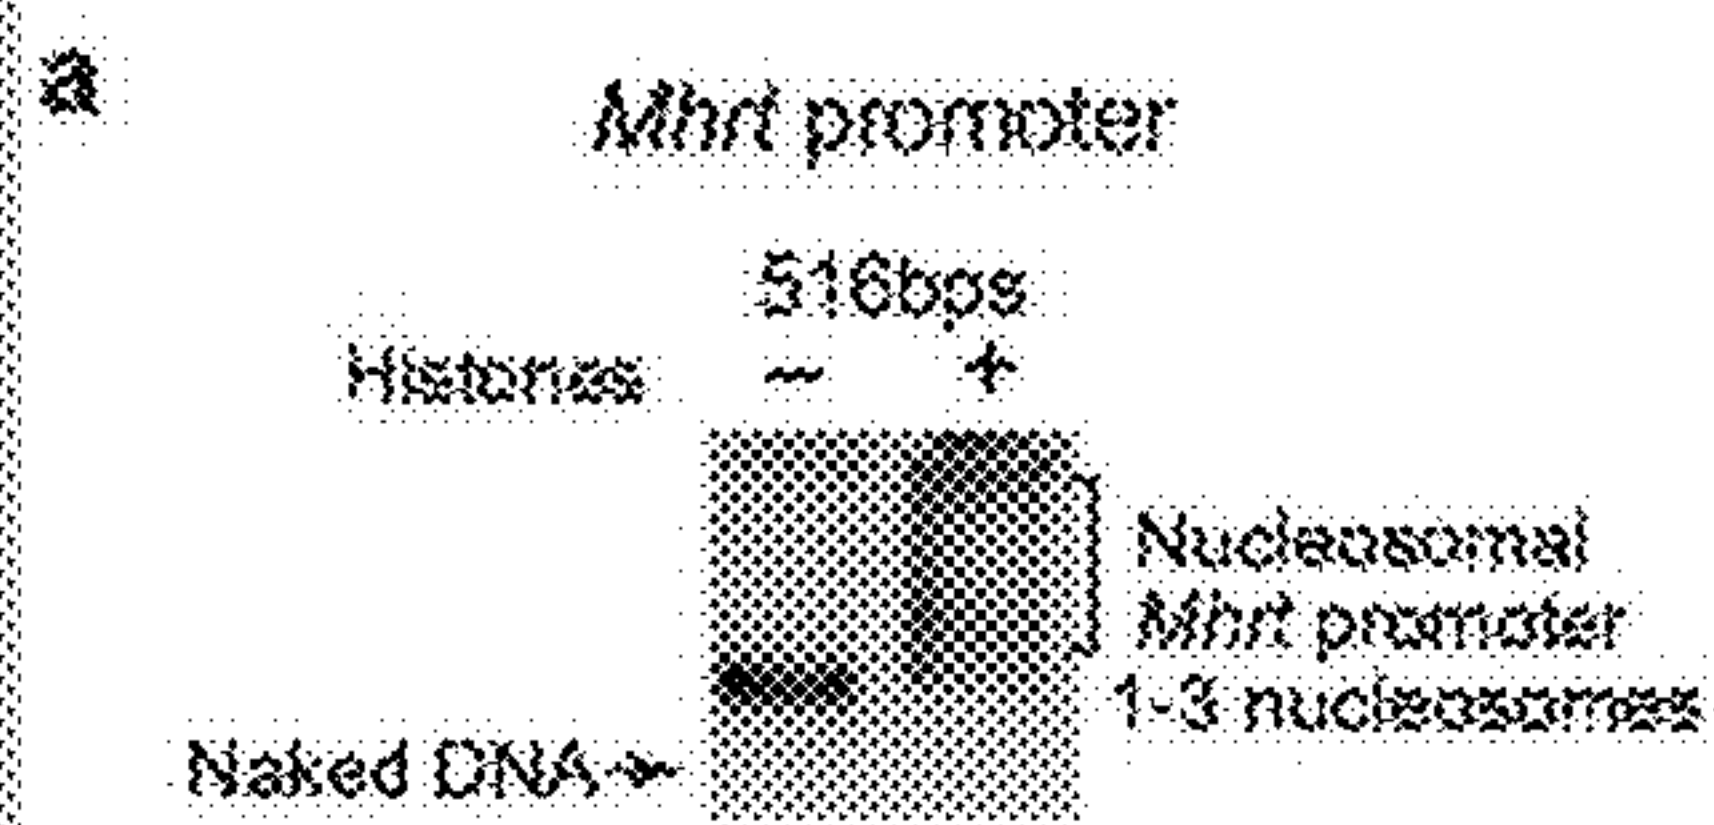 a
Mhrt promoter
516bps
Histones − +
Nucleosomal
Mhrt promoter
1-3 nucleosomes
Naked DNA→